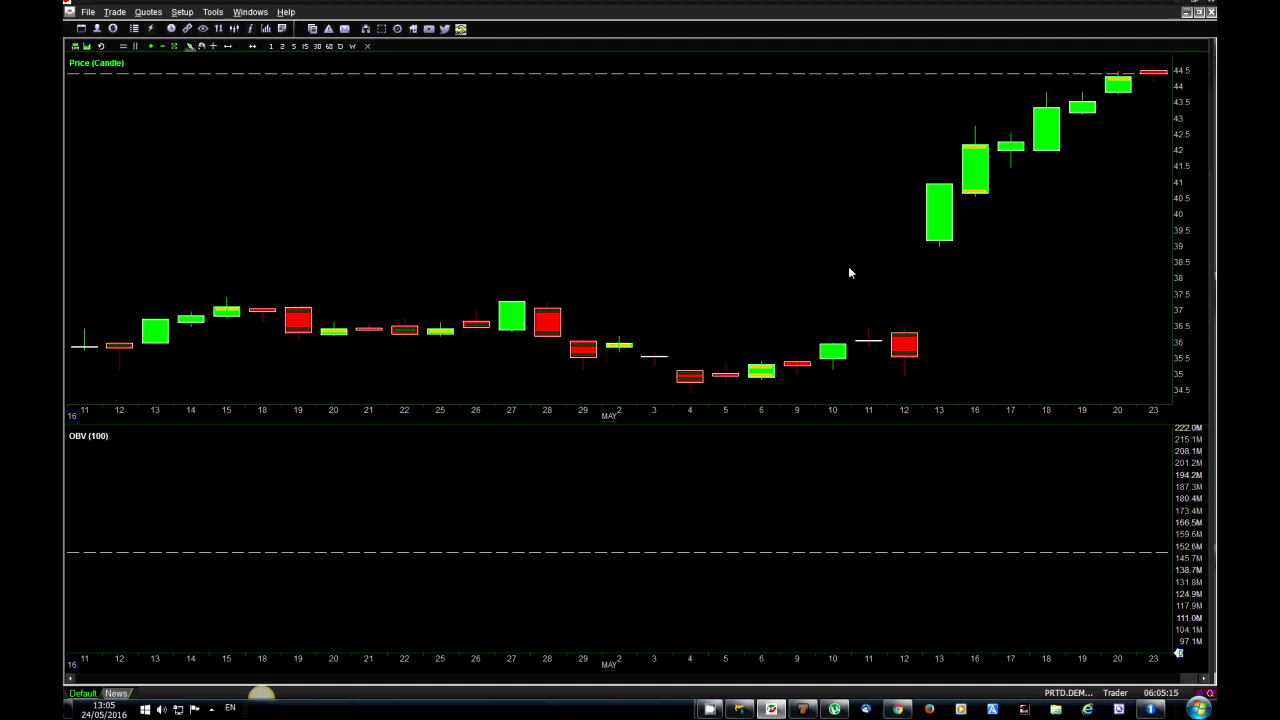 File Trade Quotes Setup Tools Windows Help
1 2 5 15 30 60 D W
Price (Candle)
44.5
44
43.5
43
42.5
42
41.5
41
40.5
40
39.5
39
38.5
38
37.5
37
36.5
36
35.5
35
34.5
11 12 13 14 15 18 19 20 21 22 25 26 27 28 29 2 3 4 5 6 9 10 11 12 13 16 17 18 19 20 23
16 MAY
OBV (100)
222.0M
215.1M
208.1M
201.2M
194.2M
187.3M
180.4M
173.4M
166.5M
159.6M
152.6M
145.7M
138.7M
131.8M
124.9M
117.9M
111.0M
104.1M
97.1M
11 12 13 14 15 18 19 20 21 22 25 26 27 28 29 2 3 4 5 6 9 10 11 12 13 16 17 18 19 20 23
16 MAY
Default News PRTD.DEM... Trader 06:05:15
13:05
24/05/2016
EN